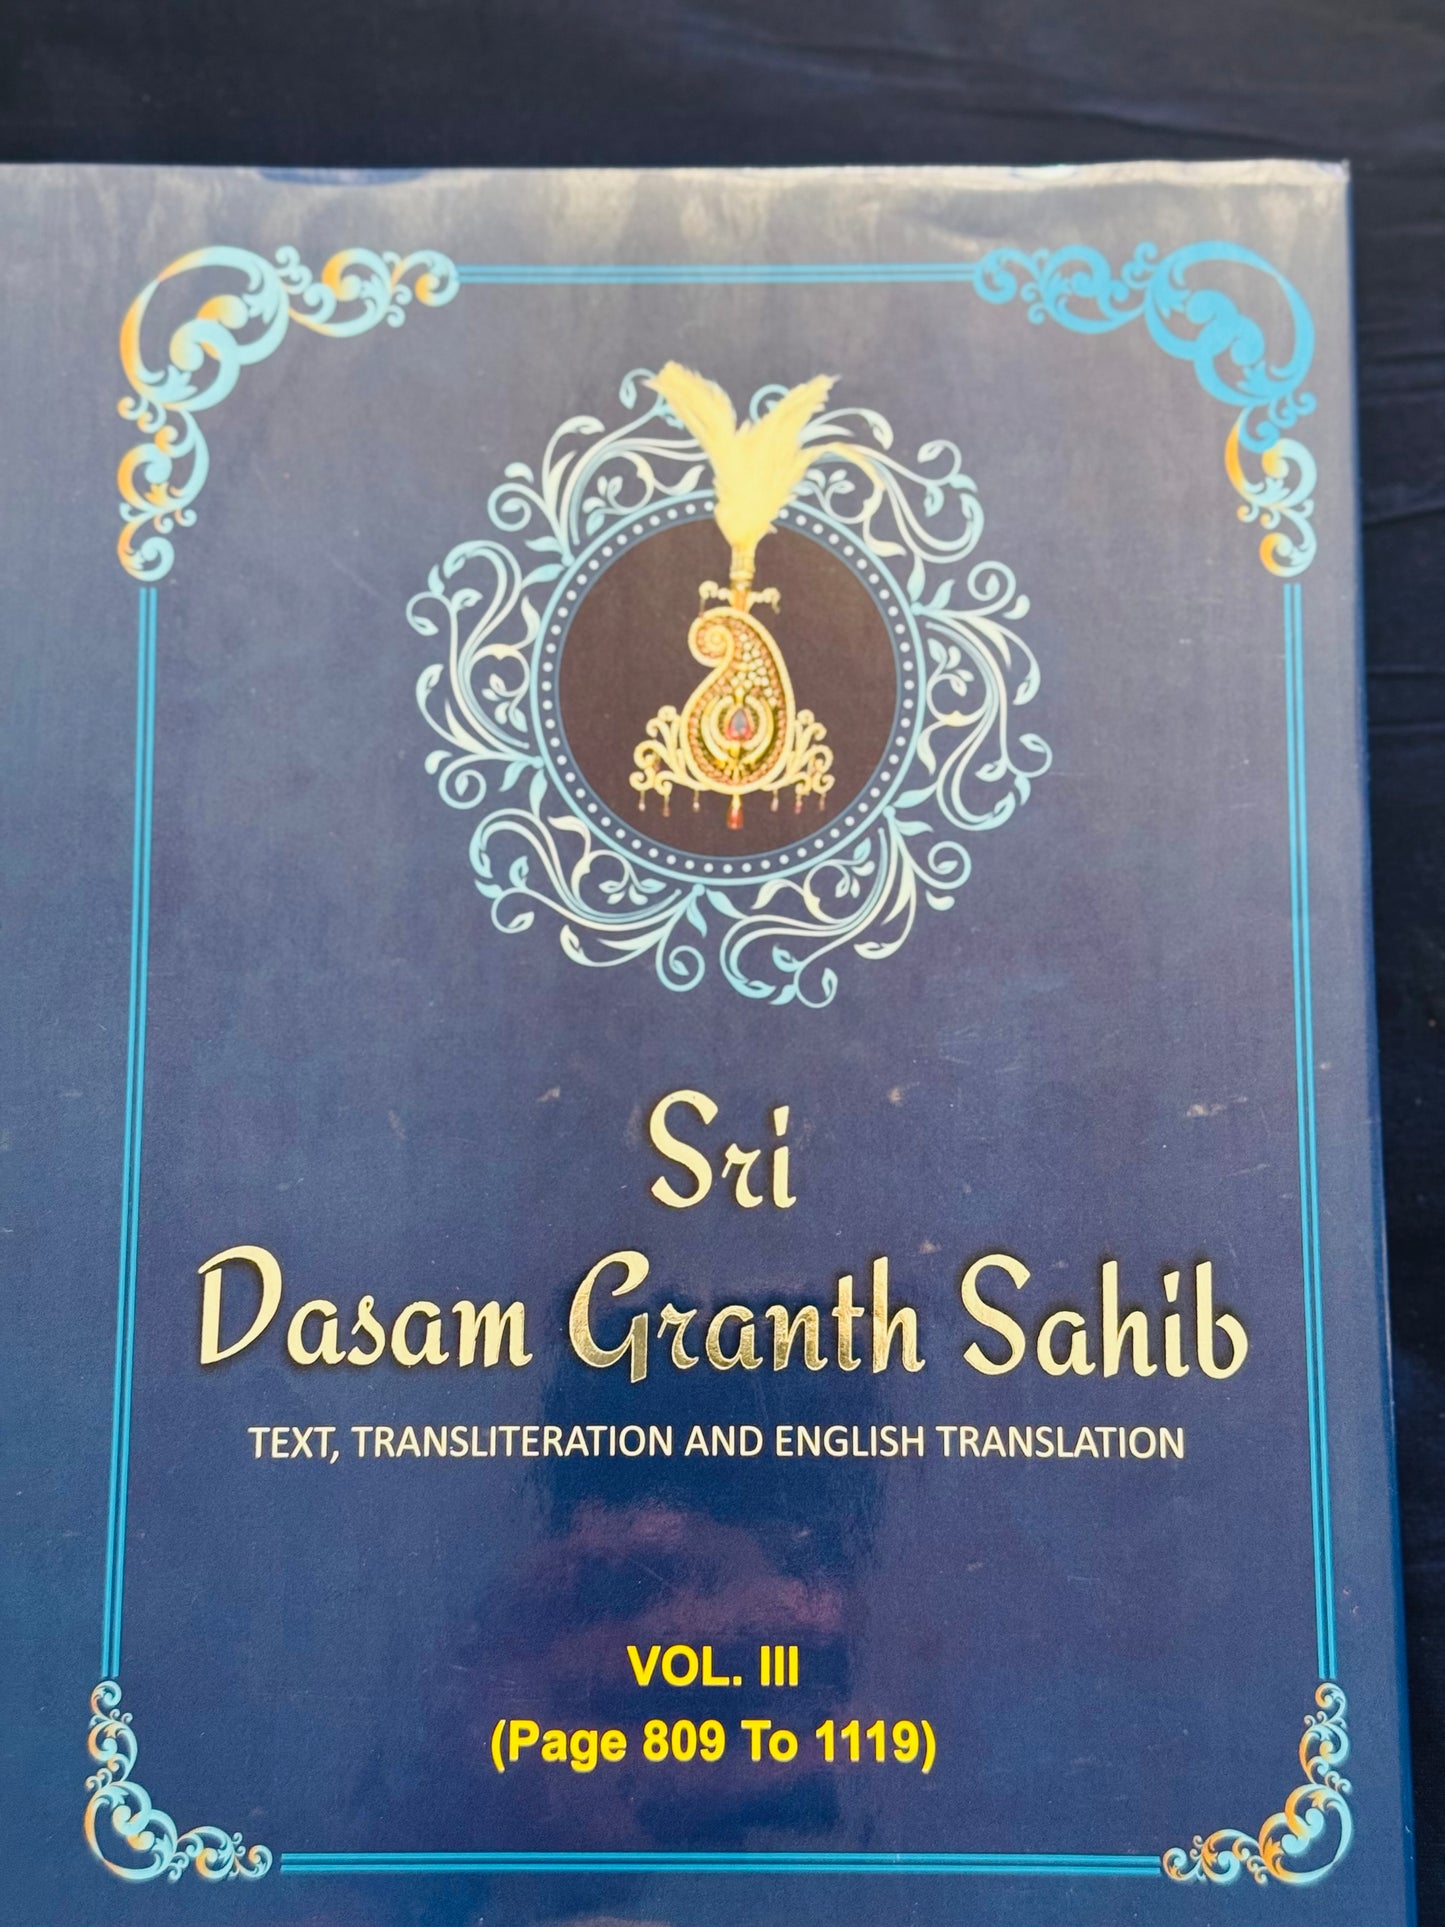 Sri
Dasam Granth Sahib
TEXT, TRANSLITERATION AND ENGLISH TRANSLATION
VOL. III
(Page 809 To 1119)